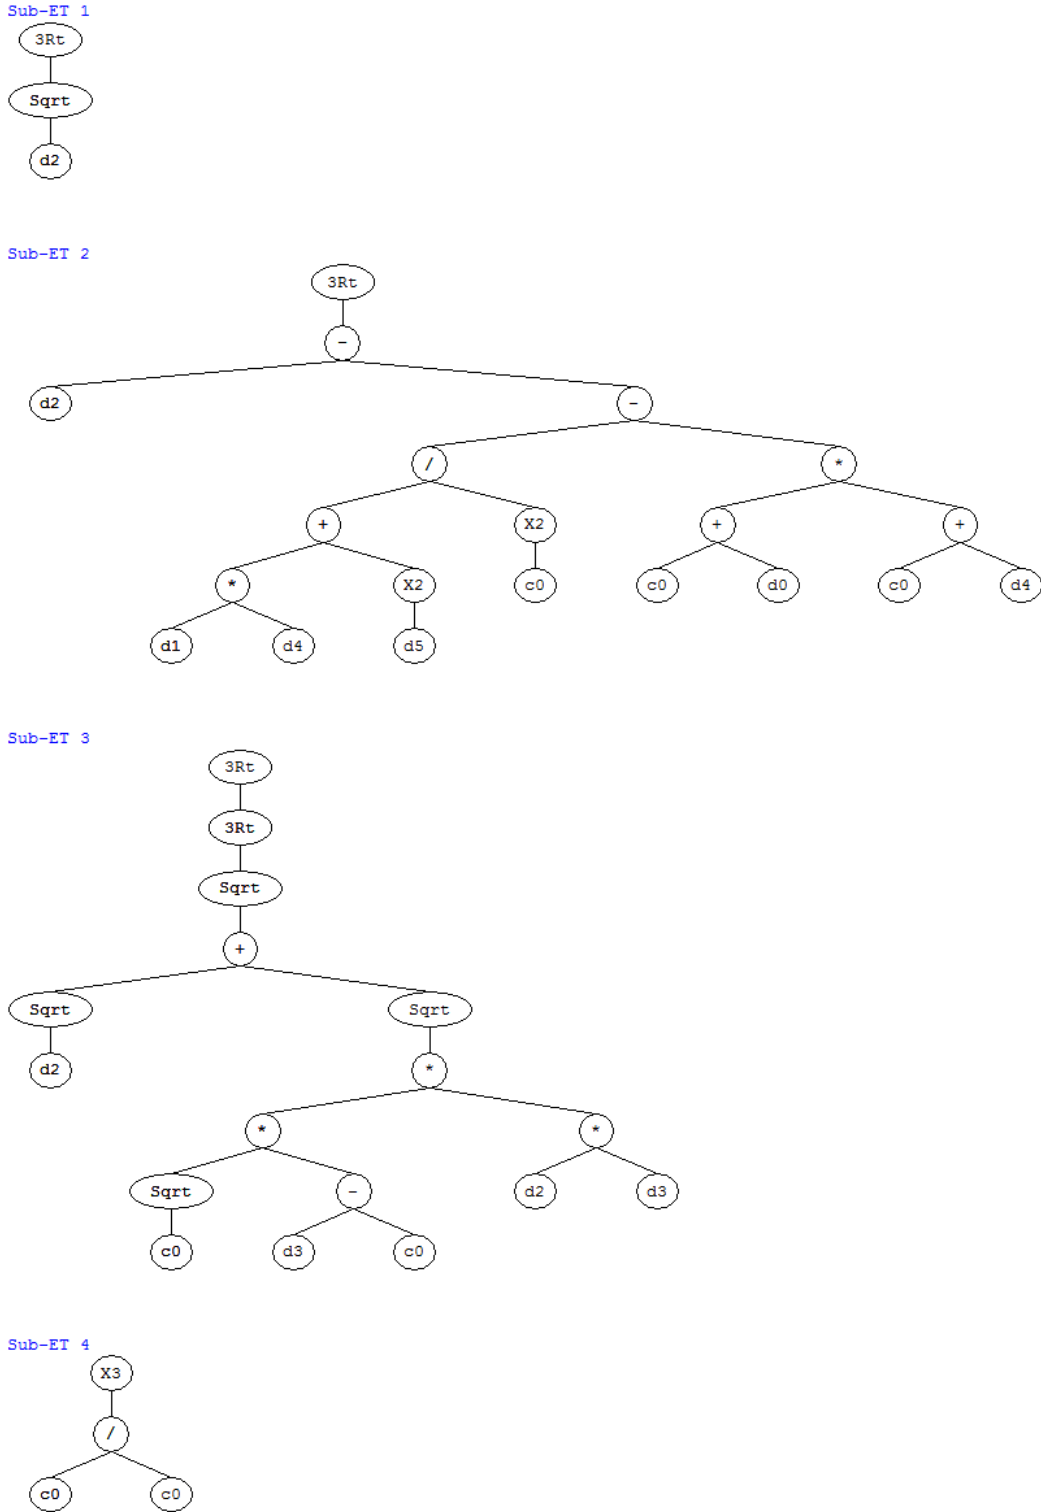 Sub-ET 1
3Rt
Sqrt
d2
Sub-ET 2
3Rt
-
d2 -
/ *
+ X2 + +
* X2 c0 c0 d0 c0 d4
d1 d4 d5
Sub-ET 3
3Rt
3Rt
Sqrt
+
Sqrt Sqrt
d2 *
* *
Sqrt - d2 d3
c0 d3 c0
Sub-ET 4
X3
/
c0 c0